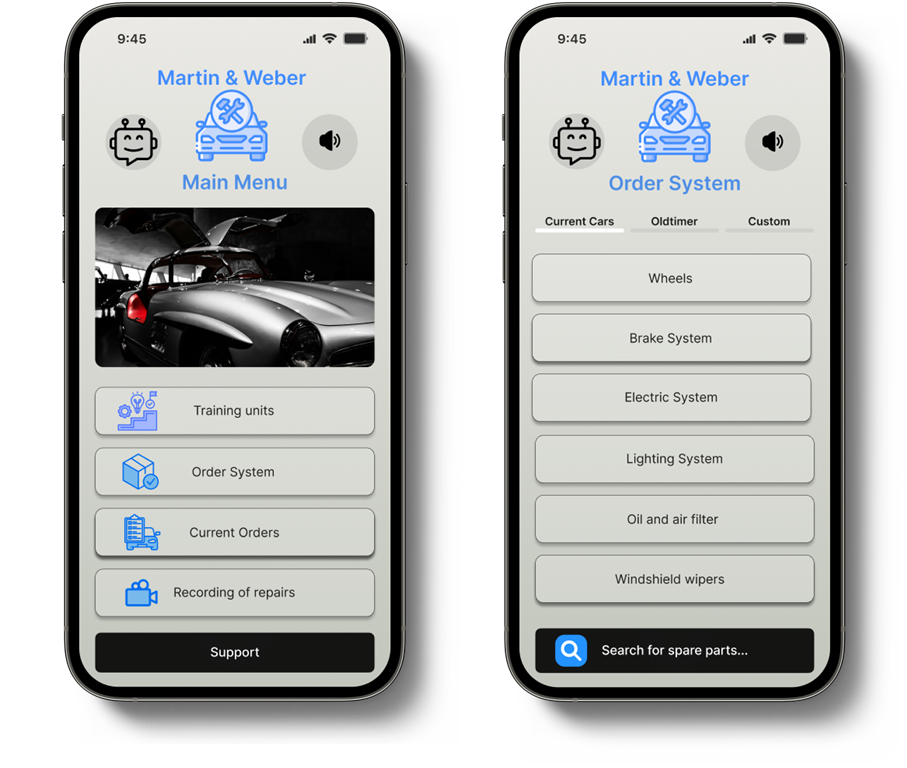 9:45
Martin & Weber
Main Menu
Training units
Order System
Current Orders
Recording of repairs
Support
9:45
Martin & Weber
Order System
Current Cars Oldtimer Custom
Wheels
Brake System
Electric System
Lighting System
Oil and air filter
Windshield wipers
Search for spare parts...